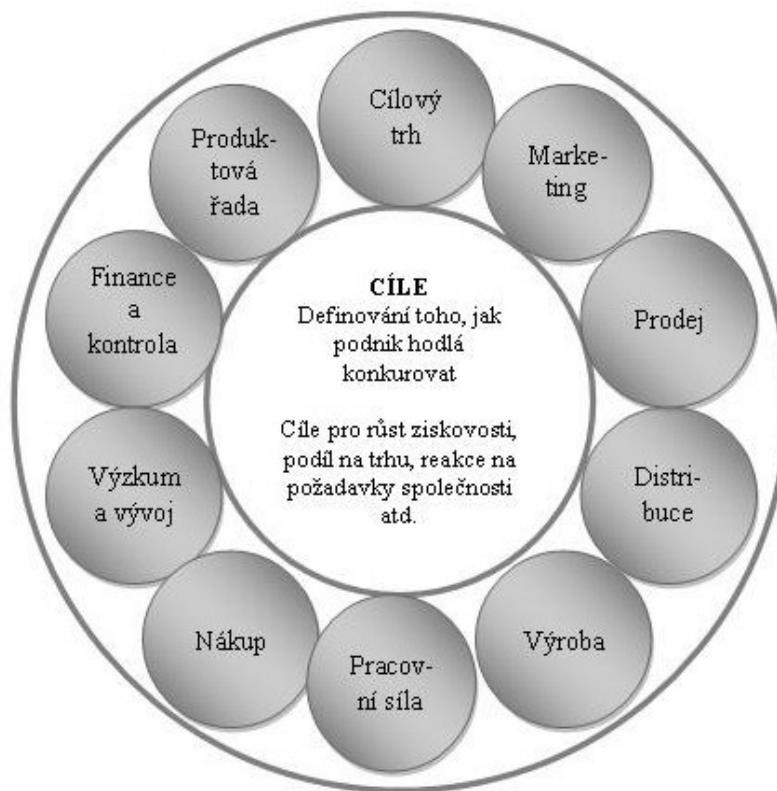 Cílový
trh
Marke-
ting
Prodej
Distri-
buce
Výroba
Pracov-
ní síla
Nákup
Výzkum
a vývoj
Finance
a
kontrola
Produk-
tová
řada
CÍLE
Definování toho, jak
podnik hodlá
konkurovat
Cíle pro růst ziskovosti,
podíl na trhu, reakce na
požadavky společnosti
atd.